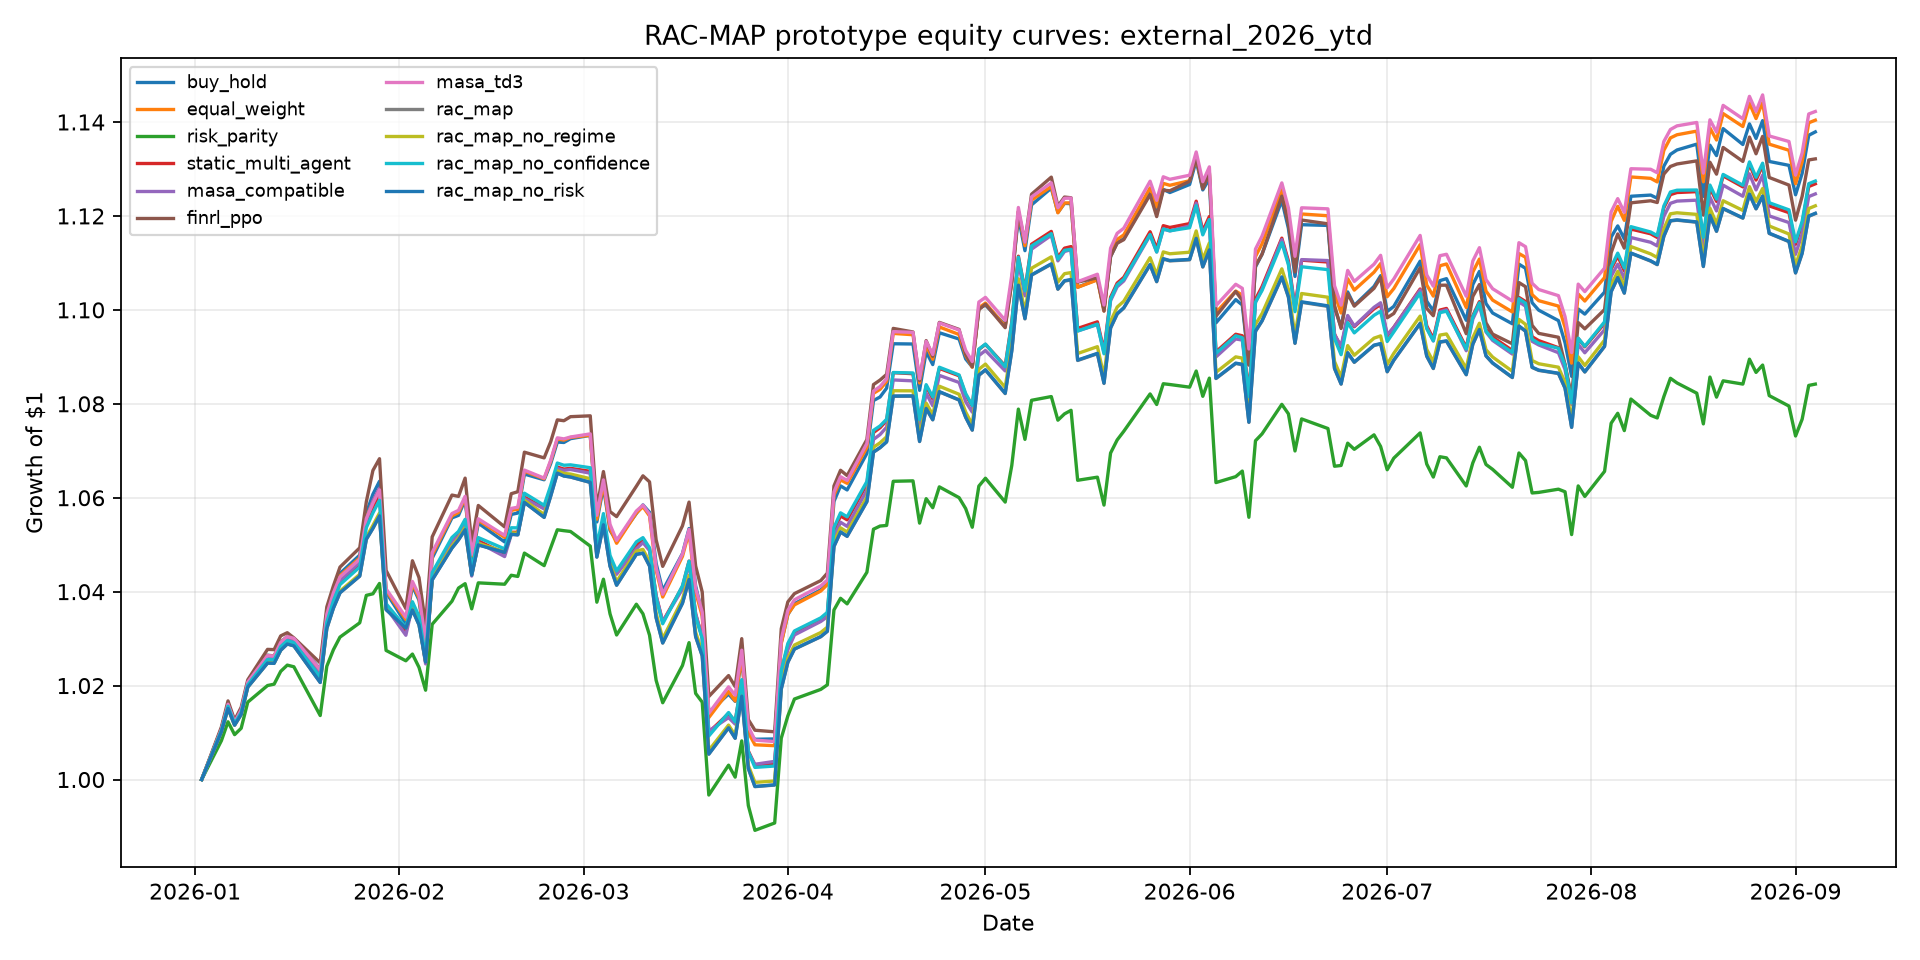 RAC-MAP prototype equity curves: external_2026_ytd
buy_hold
equal_weight
risk_parity
static_multi_agent
masa_compatible
finrl_ppo
masa_td3
rac_map
rac_map_no_regime
rac_map_no_confidence
rac_map_no_risk
Growth of $1
1.14
1.12
1.10
1.08
1.06
1.04
1.02
1.00
2026-01
2026-02
2026-03
2026-04
2026-05
2026-06
2026-07
2026-08
2026-09
Date